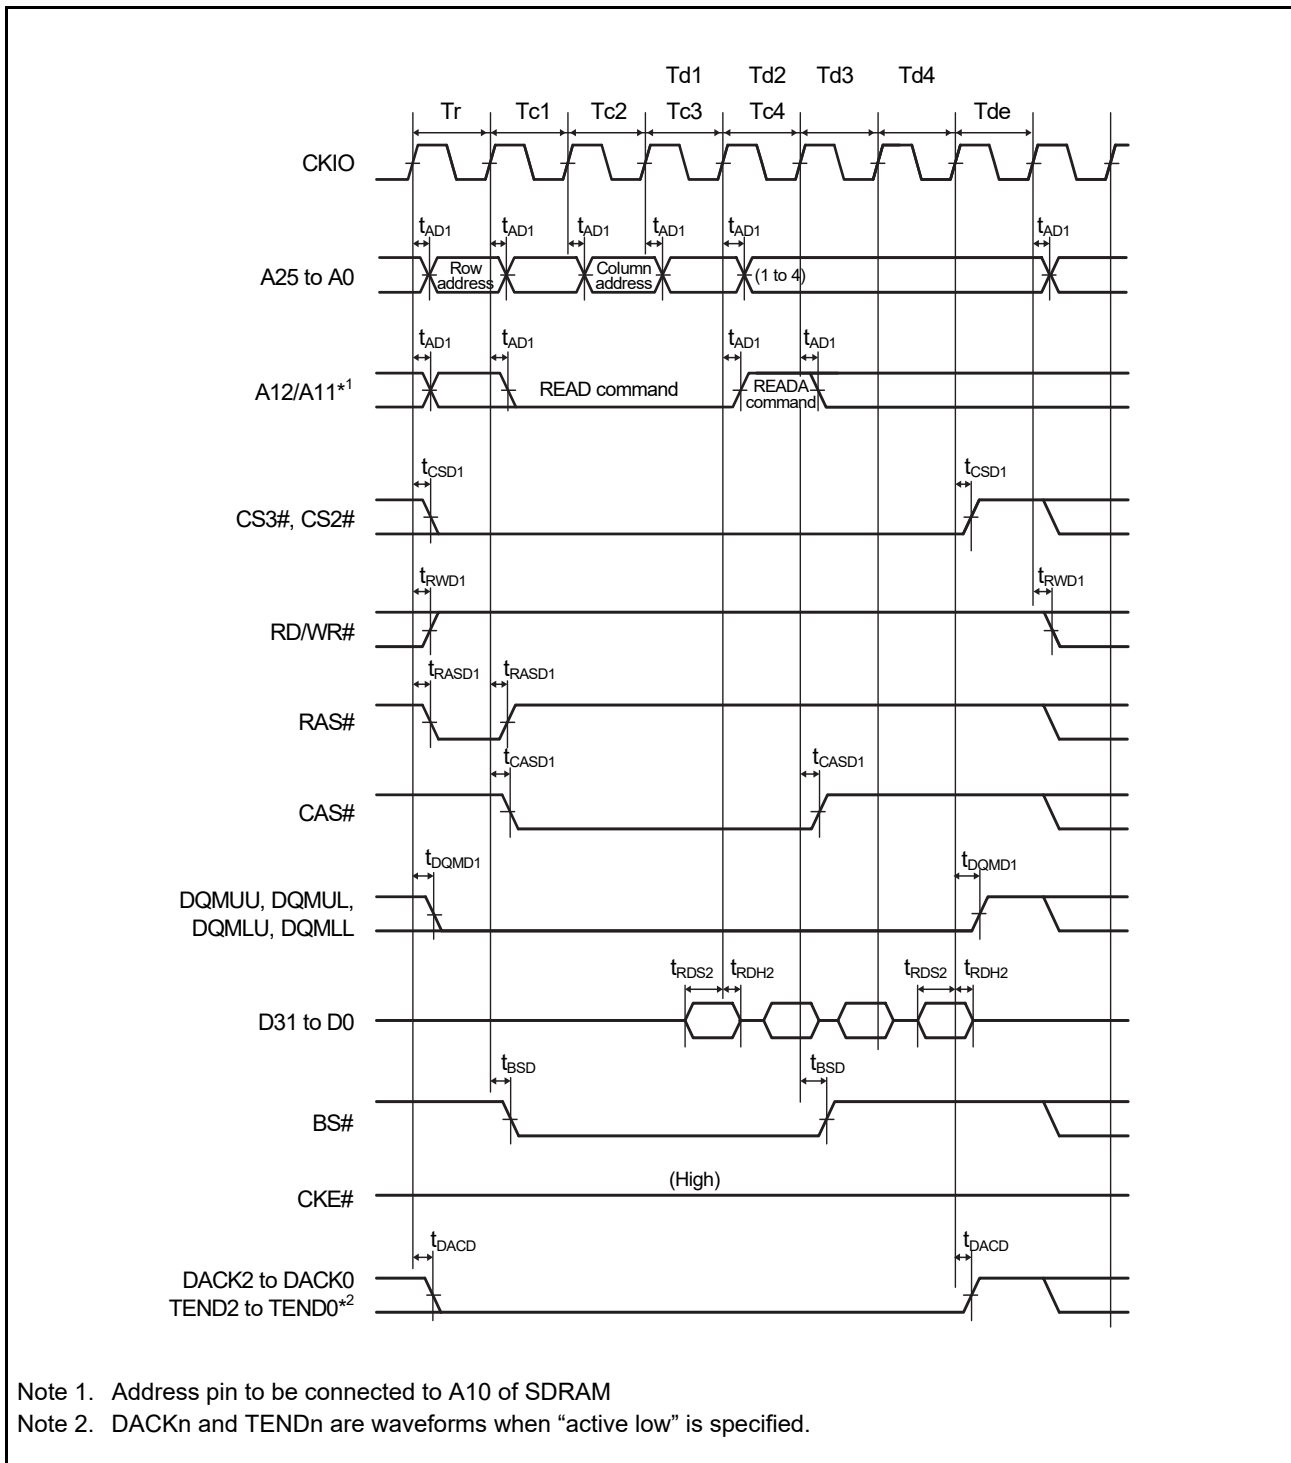 Td1 Td2 Td3 Td4
Tr Tc1 Tc2 Tc3 Tc4 Tde
CKIO
tAD1 tAD1 tAD1 tAD1 tAD1 tAD1
A25 to A0
Row
address
Column
address
(1 to 4)
tAD1 tAD1 tAD1 tAD1
A12/A11*1
READ command
READA
command
tCSD1 tCSD1
CS3#, CS2#
tRWD1 tRWD1
RD/WR#
tRASD1 tRASD1
RAS#
tCASD1 tCASD1
CAS#
tDQMD1 tDQMD1
DQMUU, DQMUL,
DQMLU, DQMLL
tRDS2 tRDH2 tRDS2 tRDH2
D31 to D0
tBSD tBSD
BS#
(High)
CKE#
tDACD tDACD
DACK2 to DACK0
TEND2 to TEND0*2
Note 1. Address pin to be connected to A10 of SDRAM
Note 2. DACKn and TENDn are waveforms when “active low” is specified.